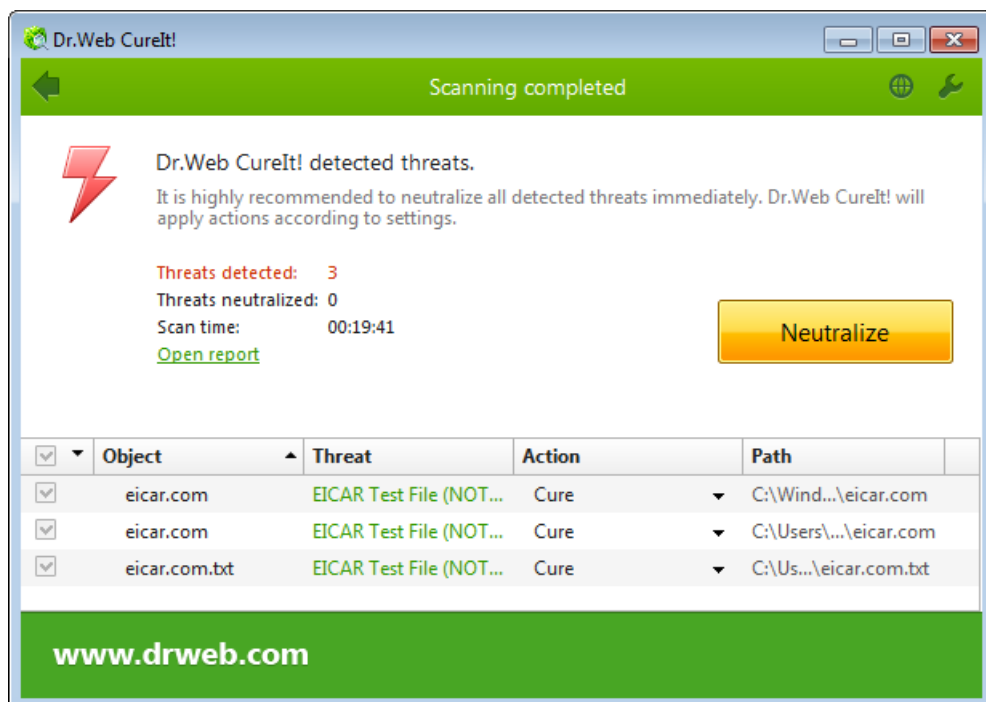 Dr.Web CureIt!
Scanning completed
Dr.Web CureIt! detected threats.
It is highly recommended to neutralize all detected threats immediately. Dr.Web CureIt! will
apply actions according to settings.
Threats detected: 3
Threats neutralized: 0
Scan time: 00:19:41
Open report
Neutralize
Object Threat Action Path
eicar.com EICAR Test File (NOT... Cure C:\Wind...\eicar.com
eicar.com EICAR Test File (NOT... Cure C:\Users\...\eicar.com
eicar.com.txt EICAR Test File (NOT... Cure C:\Us...\eicar.com.txt
www.drweb.com